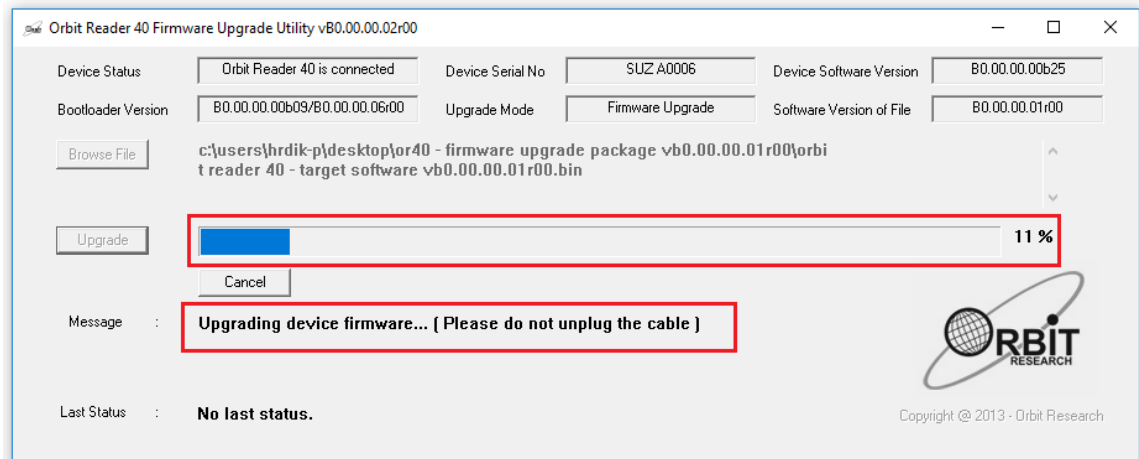 Orbit Reader 40 Firmware Upgrade Utility vB0.00.00.02r00
Device Status Orbit Reader 40 is connected Device Serial No SUZ A0006 Device Software Version B0.00.00.00b25
Bootloader Version B0.00.00.00b09/B0.00.00.06r00 Upgrade Mode Firmware Upgrade Software Version of File B0.00.00.01r00
Browse File c:\users\hrdik-p\desktop\or40 - firmware upgrade package vb0.00.00.01r00\orbi
t reader 40 - target software vb0.00.00.01r00.bin
Upgrade 11 %
Cancel
Message : Upgrading device firmware... ( Please do not unplug the cable )
ORBIT
RESEARCH
Last Status : No last status.
Copyright @ 2013 - Orbit Research